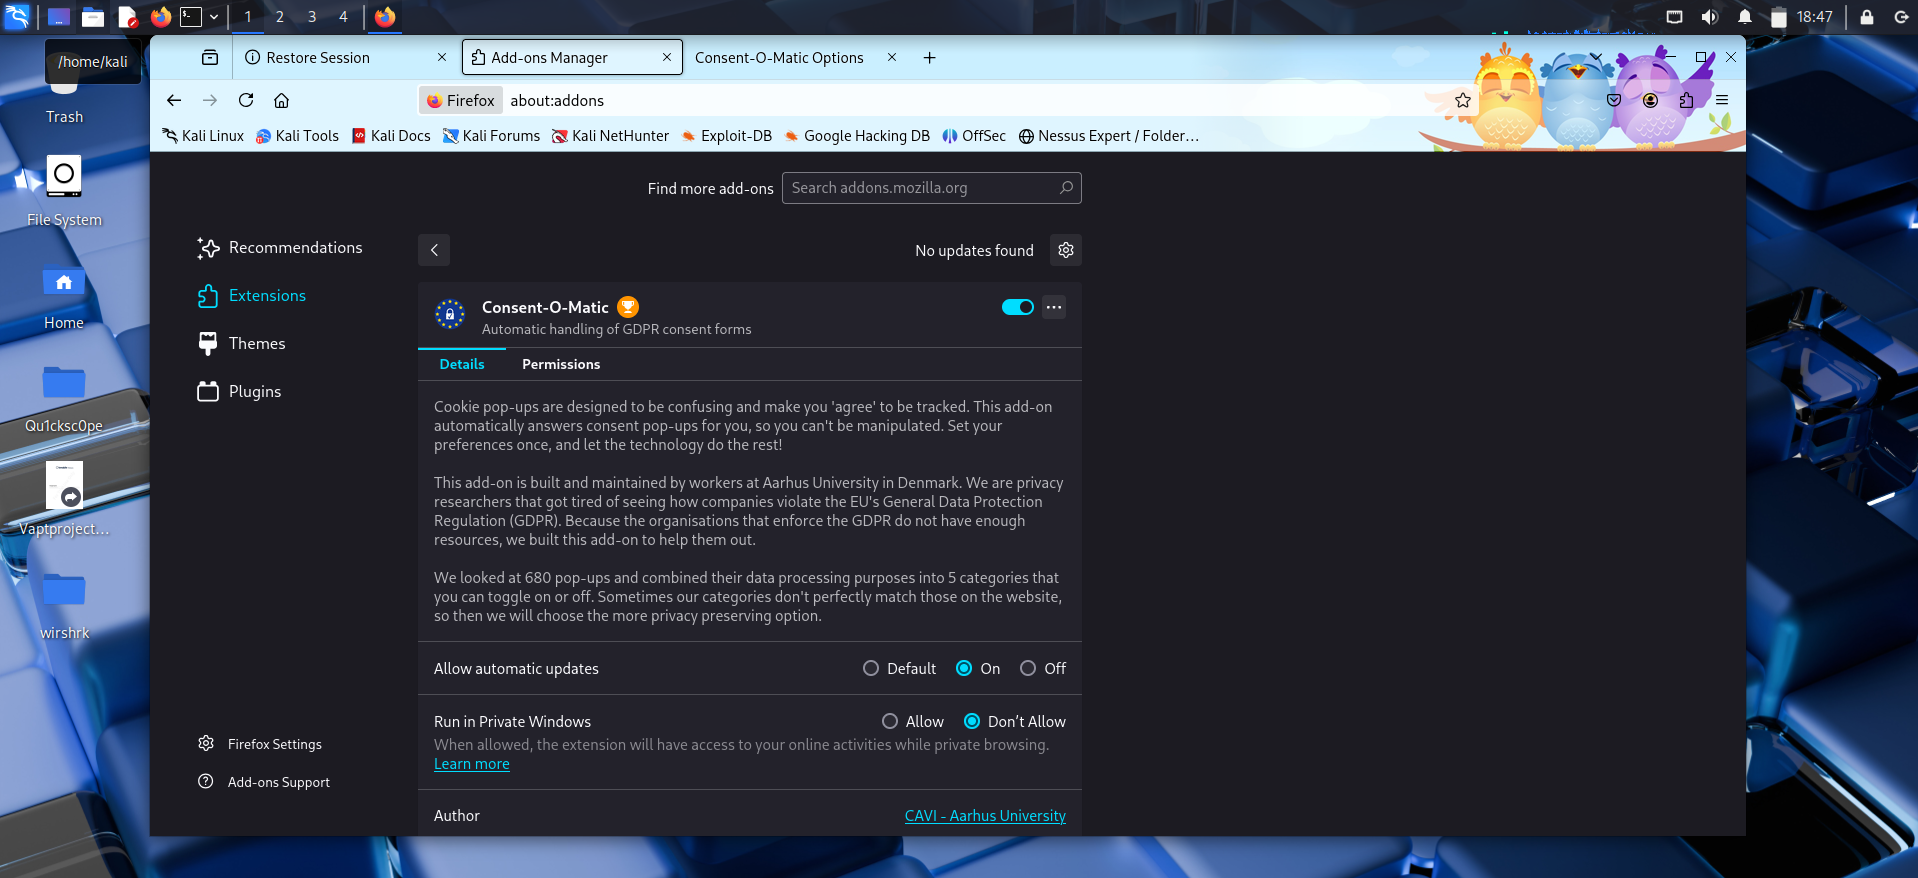 1 2 3 4 18:47
/home/kali
Trash
File System
Home
Qu1cksc0pe
Vaptproject...
wirshrk
Restore Session
Add-ons Manager
Consent-O-Matic Options
Firefox about:addons
Kali Linux
Kali Tools
Kali Docs
Kali Forums
Kali NetHunter
Exploit-DB
Google Hacking DB
OffSec
Nessus Expert / Folder...
Find more add-ons
Search addons.mozilla.org
Recommendations
Extensions
Themes
Plugins
Firefox Settings
Add-ons Support
No updates found
Consent-O-Matic
Automatic handling of GDPR consent forms
Details Permissions
Cookie pop-ups are designed to be confusing and make you 'agree' to be tracked. This add-on
automatically answers consent pop-ups for you, so you can't be manipulated. Set your
preferences once, and let the technology do the rest!
This add-on is built and maintained by workers at Aarhus University in Denmark. We are privacy
researchers that got tired of seeing how companies violate the EU's General Data Protection
Regulation (GDPR). Because the organisations that enforce the GDPR do not have enough
resources, we built this add-on to help them out.
We looked at 680 pop-ups and combined their data processing purposes into 5 categories that
you can toggle on or off. Sometimes our categories don't perfectly match those on the website,
so then we will choose the more privacy preserving option.
Allow automatic updates Default On Off
Run in Private Windows Allow Don't Allow
When allowed, the extension will have access to your online activities while private browsing.
Learn more
Author CAVI - Aarhus University